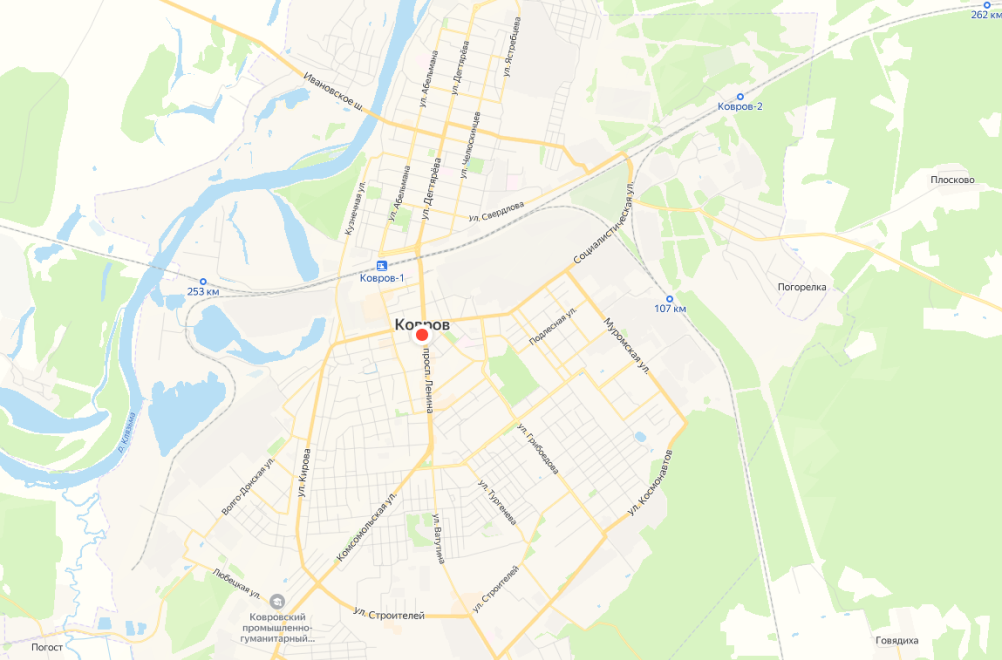 262 км
ул. Ястребцева
ул. Дегтярёва
ул. Абельмана
Ивановское ш.
Ковров-2
ул. Челюскинцев
ул. Дегтярёва
ул. Абельмана
Кузнечная ул.
Плосково
ул. Свердлова
Социалистическая ул.
Ковров-1
253 км
Погорелка
107 км
Ковров
Подлесная ул.
Муромская ул.
просп. Ленина
р. Клязьма
ул. Грибоедова
ул. Кирова
Волго-Донская ул.
ул. Космонавтов
ул. Тургенева
Комсомольская ул.
ул. Ватутина
Любецкая ул.
ул. Строителей
ул. Строителей
Ковровский
промышленно-
гуманитарный...
Погост
Говядиха